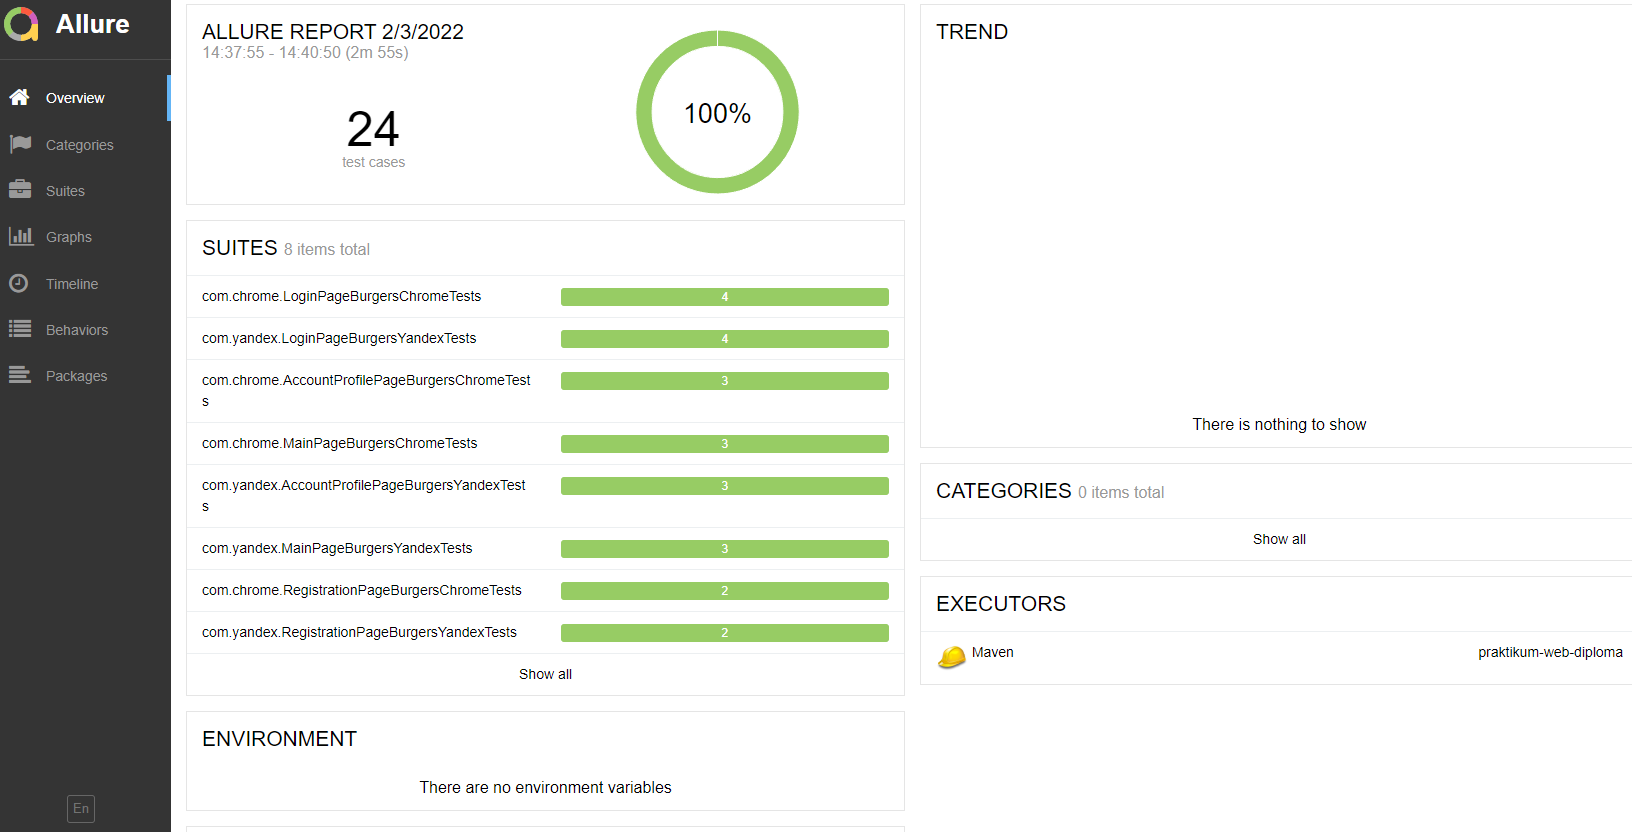 Allure
Overview
Categories
Suites
Graphs
Timeline
Behaviors
Packages
En
ALLURE REPORT 2/3/2022
14:37:55 - 14:40:50 (2m 55s)
24
test cases
100%
SUITES 8 items total
com.chrome.LoginPageBurgersChromeTests 4
com.yandex.LoginPageBurgersYandexTests 4
com.chrome.AccountProfilePageBurgersChromeTest 3
s
com.chrome.MainPageBurgersChromeTests 3
com.yandex.AccountProfilePageBurgersYandexTest 3
s
com.yandex.MainPageBurgersYandexTests 3
com.chrome.RegistrationPageBurgersChromeTests 2
com.yandex.RegistrationPageBurgersYandexTests 2
Show all
ENVIRONMENT
There are no environment variables
TREND
There is nothing to show
CATEGORIES 0 items total
Show all
EXECUTORS
Maven praktikum-web-diploma